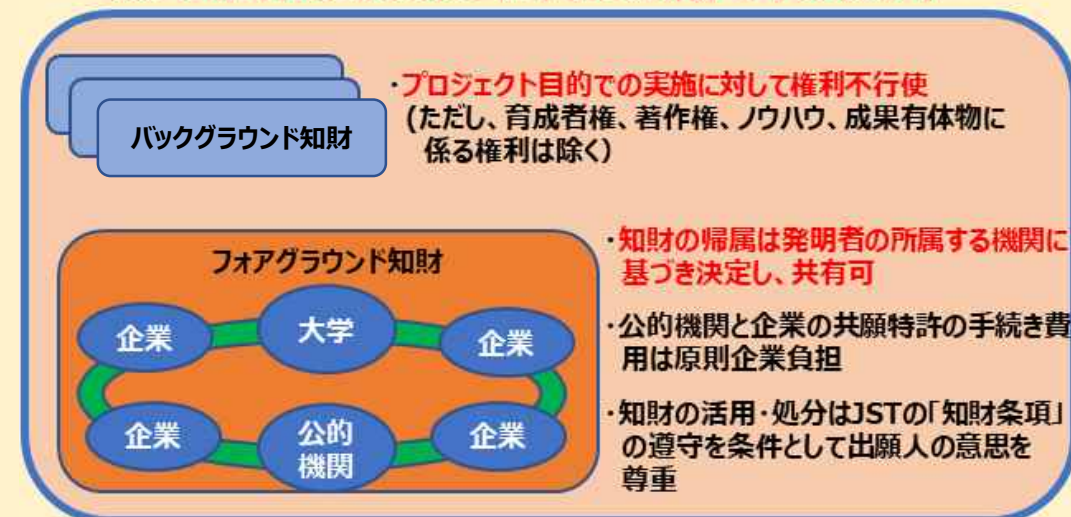 ・プロジェクト目的での実施に対して権利不行使
(ただし、育成者権、著作権、ノウハウ、成果有体物に
係る権利は除く)
バックグラウンド知財
フォアグラウンド知財
企業
大学
企業
企業
公的
機関
企業
・知財の帰属は発明者の所属する機関に
基づき決定し、共有可
・公的機関と企業の共願特許の手続き費
用は原則企業負担
・知財の活用・処分はJSTの「知財条項」
の遵守を条件として出願人の意思を
尊重